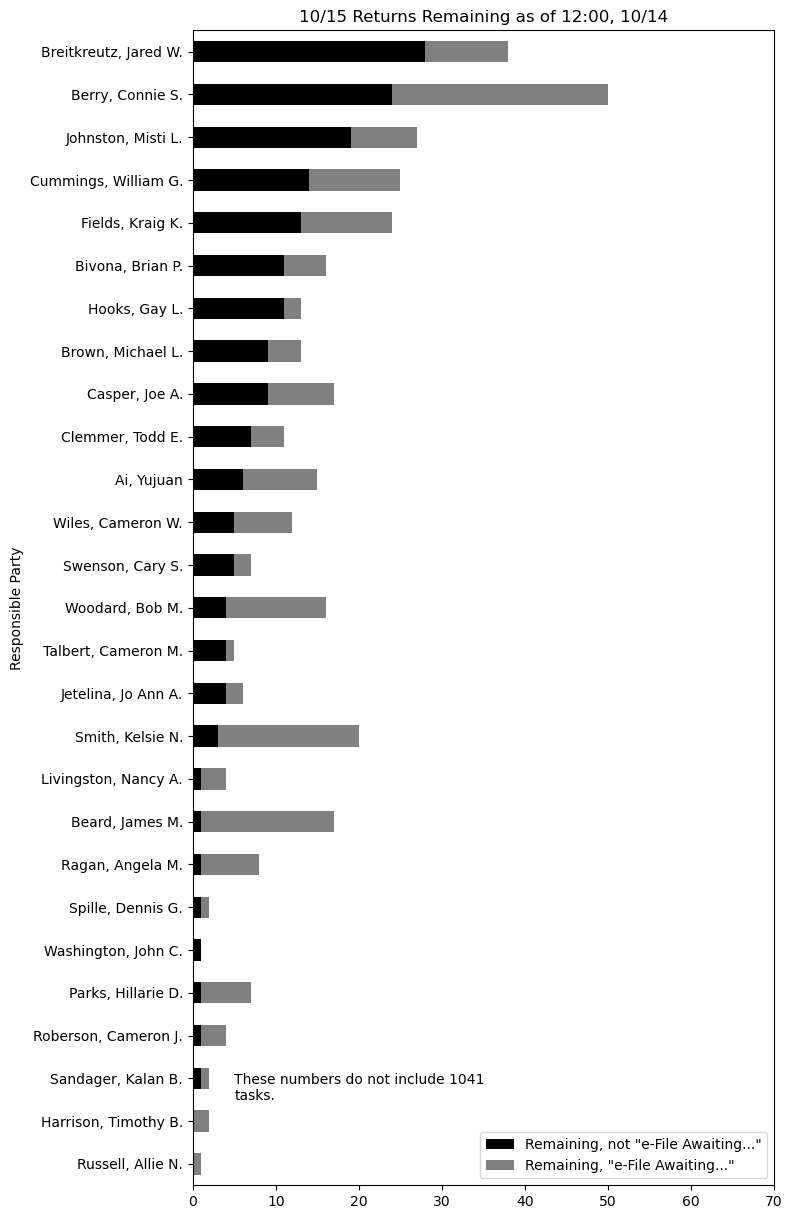 10/15 Returns Remaining as of 12:00, 10/14
Responsible Party
Breitkreutz, Jared W.
Berry, Connie S.
Johnston, Misti L.
Cummings, William G.
Fields, Kraig K.
Bivona, Brian P.
Hooks, Gay L.
Brown, Michael L.
Casper, Joe A.
Clemmer, Todd E.
Ai, Yujuan
Wiles, Cameron W.
Swenson, Cary S.
Woodard, Bob M.
Talbert, Cameron M.
Jetelina, Jo Ann A.
Smith, Kelsie N.
Livingston, Nancy A.
Beard, James M.
Ragan, Angela M.
Spille, Dennis G.
Washington, John C.
Parks, Hillarie D.
Roberson, Cameron J.
Sandager, Kalan B.
Harrison, Timothy B.
Russell, Allie N.
These numbers do not include 1041
tasks.
Remaining, not "e-File Awaiting..."
Remaining, "e-File Awaiting..."
0 10 20 30 40 50 60 70